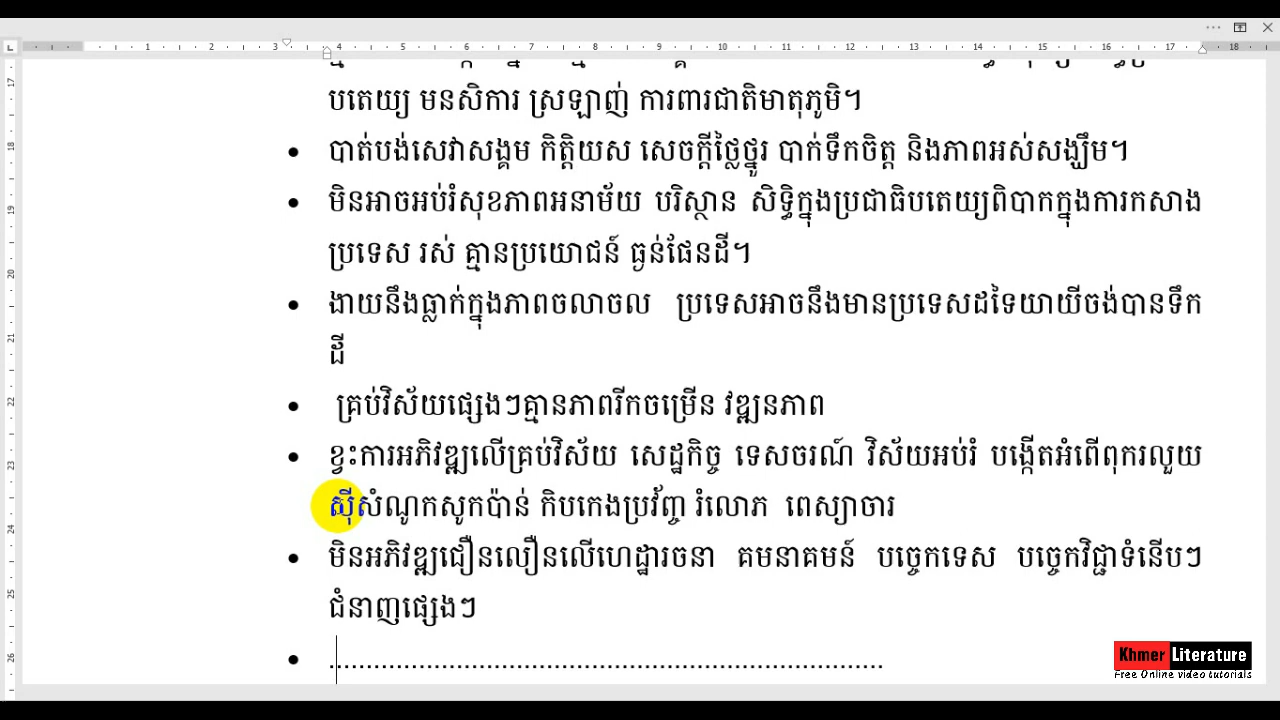 បតេយ្យ មនសិការ ស្រឡាញ់ ការពារជាតិមាតុភូមិ។
• បាត់បង់សេវាសង្គម កិត្តិយស សេចក្ដីថ្លៃថ្នូរ បាក់ទឹកចិត្ត និងភាពអស់សង្ឃឹម។
• មិនអាចអប់រំសុខភាពអនាម័យ បរិស្ថាន សិទ្ធិក្នុងប្រជាធិបតេយ្យពិបាកក្នុងការកសាង
ប្រទេស រស់ គ្មានប្រយោជន៍ ធ្ងន់ផែនដី។
• ងាយនឹងធ្លាក់ក្នុងភាពចលាចល ប្រទេសអាចនឹងមានប្រទេសដទៃយាយីចង់បានទឹក
ដី
• គ្រប់វិស័យផ្សេងៗគ្មានភាពរីកចម្រើន វឌ្ឍនភាព
• ខ្វះការអភិវឌ្ឍលើគ្រប់វិស័យ សេដ្ឋកិច្ច ទេសចរណ៍ វិស័យអប់រំ បង្កើតអំពើពុករលួយ
ស៊ីសំណូកសូកប៉ាន់ កិបកេងប្រវ័ញ្ច រំលោភ ពេស្យាចារ
• មិនអភិវឌ្ឍជឿនលឿនលើហេដ្ឋារចនា គមនាគមន៍ បច្ចេកទេស បច្ចេកវិជ្ជាទំនើបៗ
ជំនាញផ្សេងៗ
• ......................................................................
Khmer Literature
Free Online video tutorials